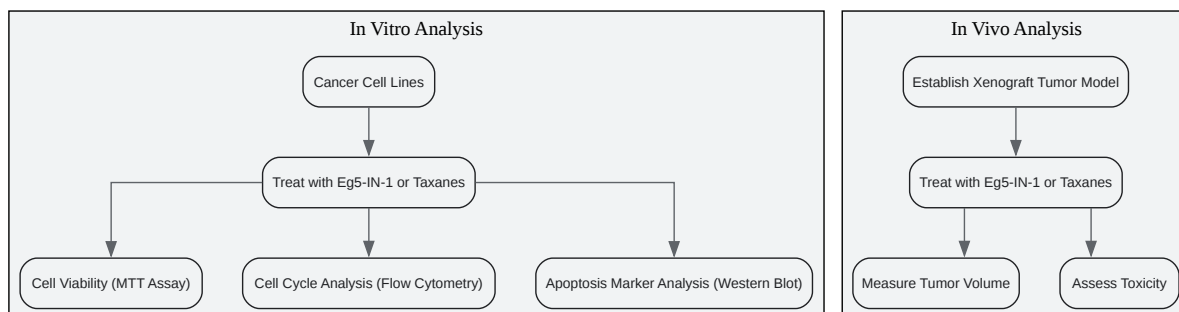 In Vitro Analysis
Cancer Cell Lines
Treat with Eg5-IN-1 or Taxanes
Cell Viability (MTT Assay)
Cell Cycle Analysis (Flow Cytometry)
Apoptosis Marker Analysis (Western Blot)
In Vivo Analysis
Establish Xenograft Tumor Model
Treat with Eg5-IN-1 or Taxanes
Measure Tumor Volume
Assess Toxicity